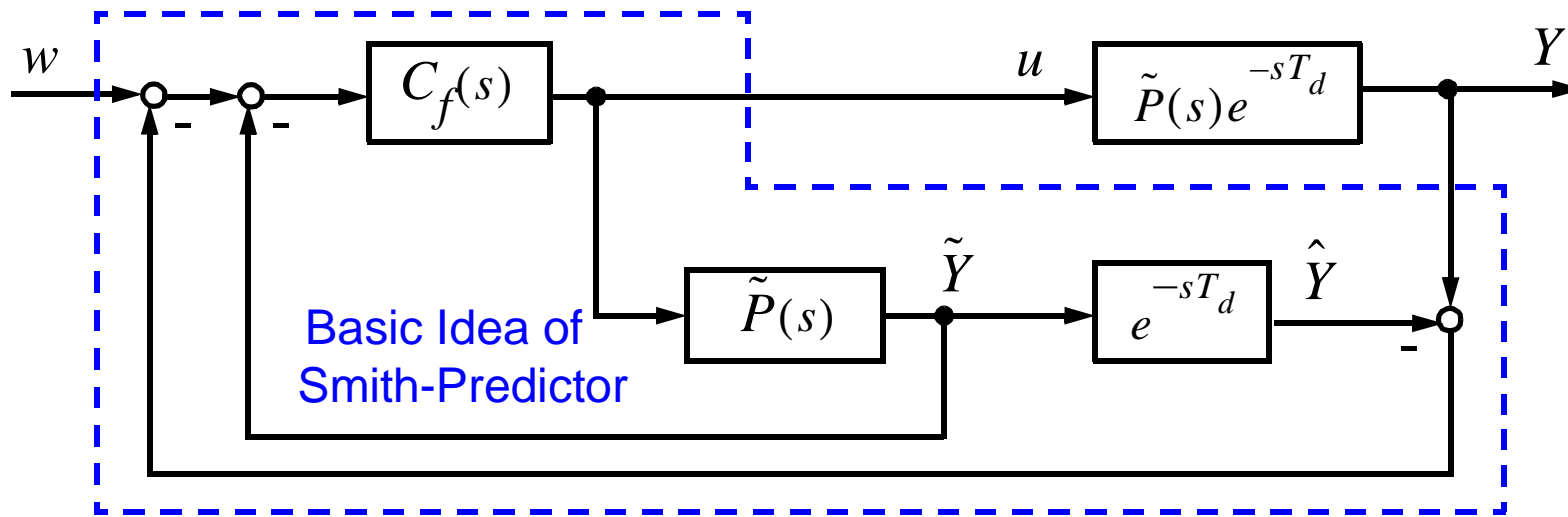 w
-
-
C_f(s)
u
P̃(s)e^{-sT_d}
Y
P̃(s)
Ỹ
e^{-sT_d}
Ŷ
-
Basic Idea of
Smith-Predictor